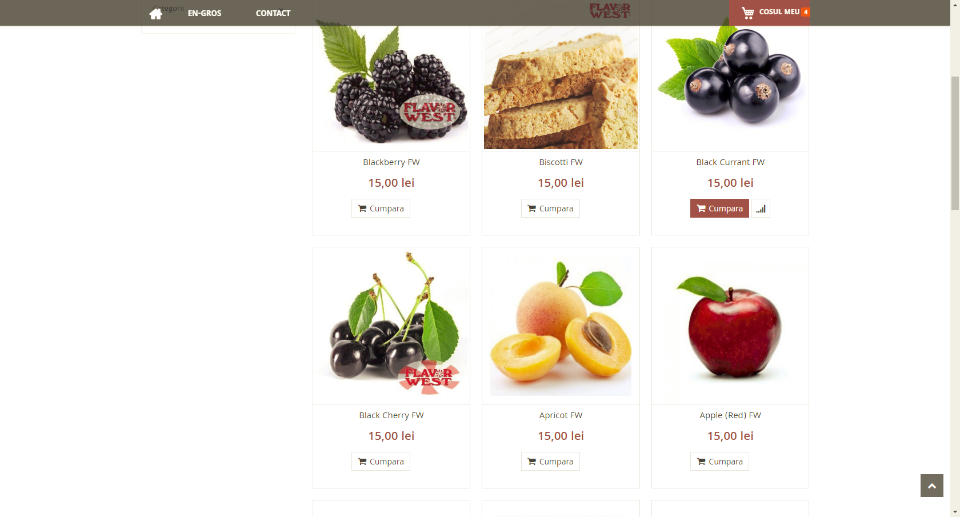 EN-GROS
CONTACT
COSUL MEU 4
FLAVOR
WEST
FLAVOR
WEST
Blackberry FW
Biscotti FW
Black Currant FW
15,00 lei
15,00 lei
15,00 lei
Cumpara
Cumpara
Cumpara
FLAVOR
WEST
Black Cherry FW
Apricot FW
Apple (Red) FW
15,00 lei
15,00 lei
15,00 lei
Cumpara
Cumpara
Cumpara